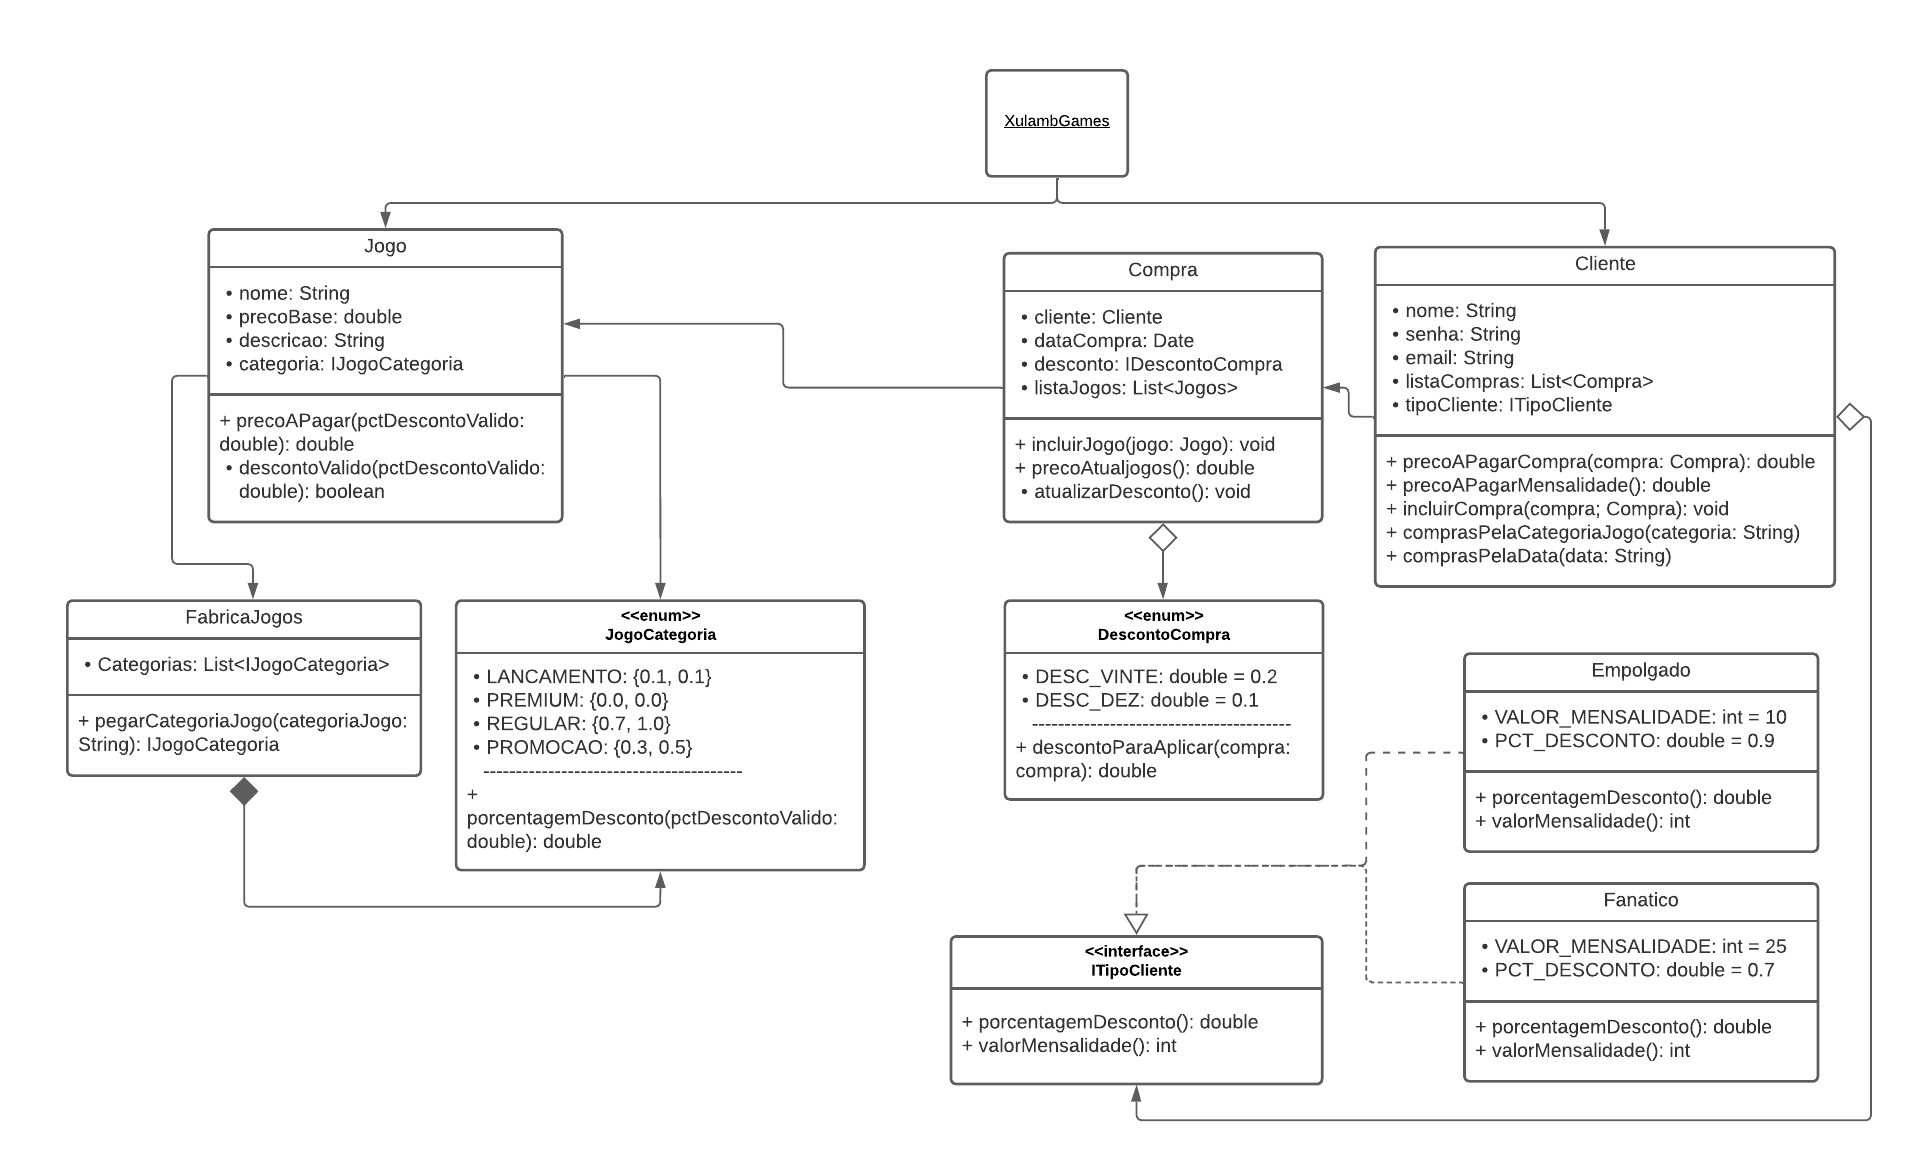 XulambGames
Jogo
• nome: String
• precoBase: double
• descricao: String
• categoria: IJogoCategoria
+ precoAPagar(pctDescontoValido:
double): double
• descontoValido(pctDescontoValido:
double): boolean
Compra
• cliente: Cliente
• dataCompra: Date
• desconto: IDescontoCompra
• listaJogos: List<Jogos>
+ incluirJogo(jogo: Jogo): void
+ precoAtualjogos(): double
• atualizarDesconto(): void
Cliente
• nome: String
• senha: String
• email: String
• listaCompras: List<Compra>
• tipoCliente: ITipoCliente
+ precoAPagarCompra(compra: Compra): double
+ precoAPagarMensalidade(): double
+ incluirCompra(compra; Compra): void
+ comprasPelaCategoriaJogo(categoria: String)
+ comprasPelaData(data: String)
FabricaJogos
• Categorias: List<IJogoCategoria>
+ pegarCategoriaJogo(categoriaJogo:
String): IJogoCategoria
<<enum>>
JogoCategoria
• LANCAMENTO: {0.1, 0.1}
• PREMIUM: {0.0, 0.0}
• REGULAR: {0.7, 1.0}
• PROMOCAO: {0.3, 0.5}
----------------------------------------
+
porcentagemDesconto(pctDescontoValido:
double): double
<<enum>>
DescontoCompra
• DESC_VINTE: double = 0.2
• DESC_DEZ: double = 0.1
----------------------------------------
+ descontoParaAplicar(compra:
compra): double
Empolgado
• VALOR_MENSALIDADE: int = 10
• PCT_DESCONTO: double = 0.9
+ porcentagemDesconto(): double
+ valorMensalidade(): int
Fanatico
• VALOR_MENSALIDADE: int = 25
• PCT_DESCONTO: double = 0.7
+ porcentagemDesconto(): double
+ valorMensalidade(): int
<<interface>>
ITipoCliente
+ porcentagemDesconto(): double
+ valorMensalidade(): int